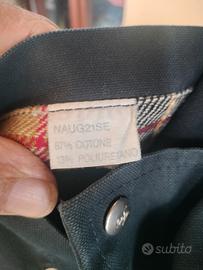 NAUG21SE
87% COTONE
13% POLIURETANO
subito